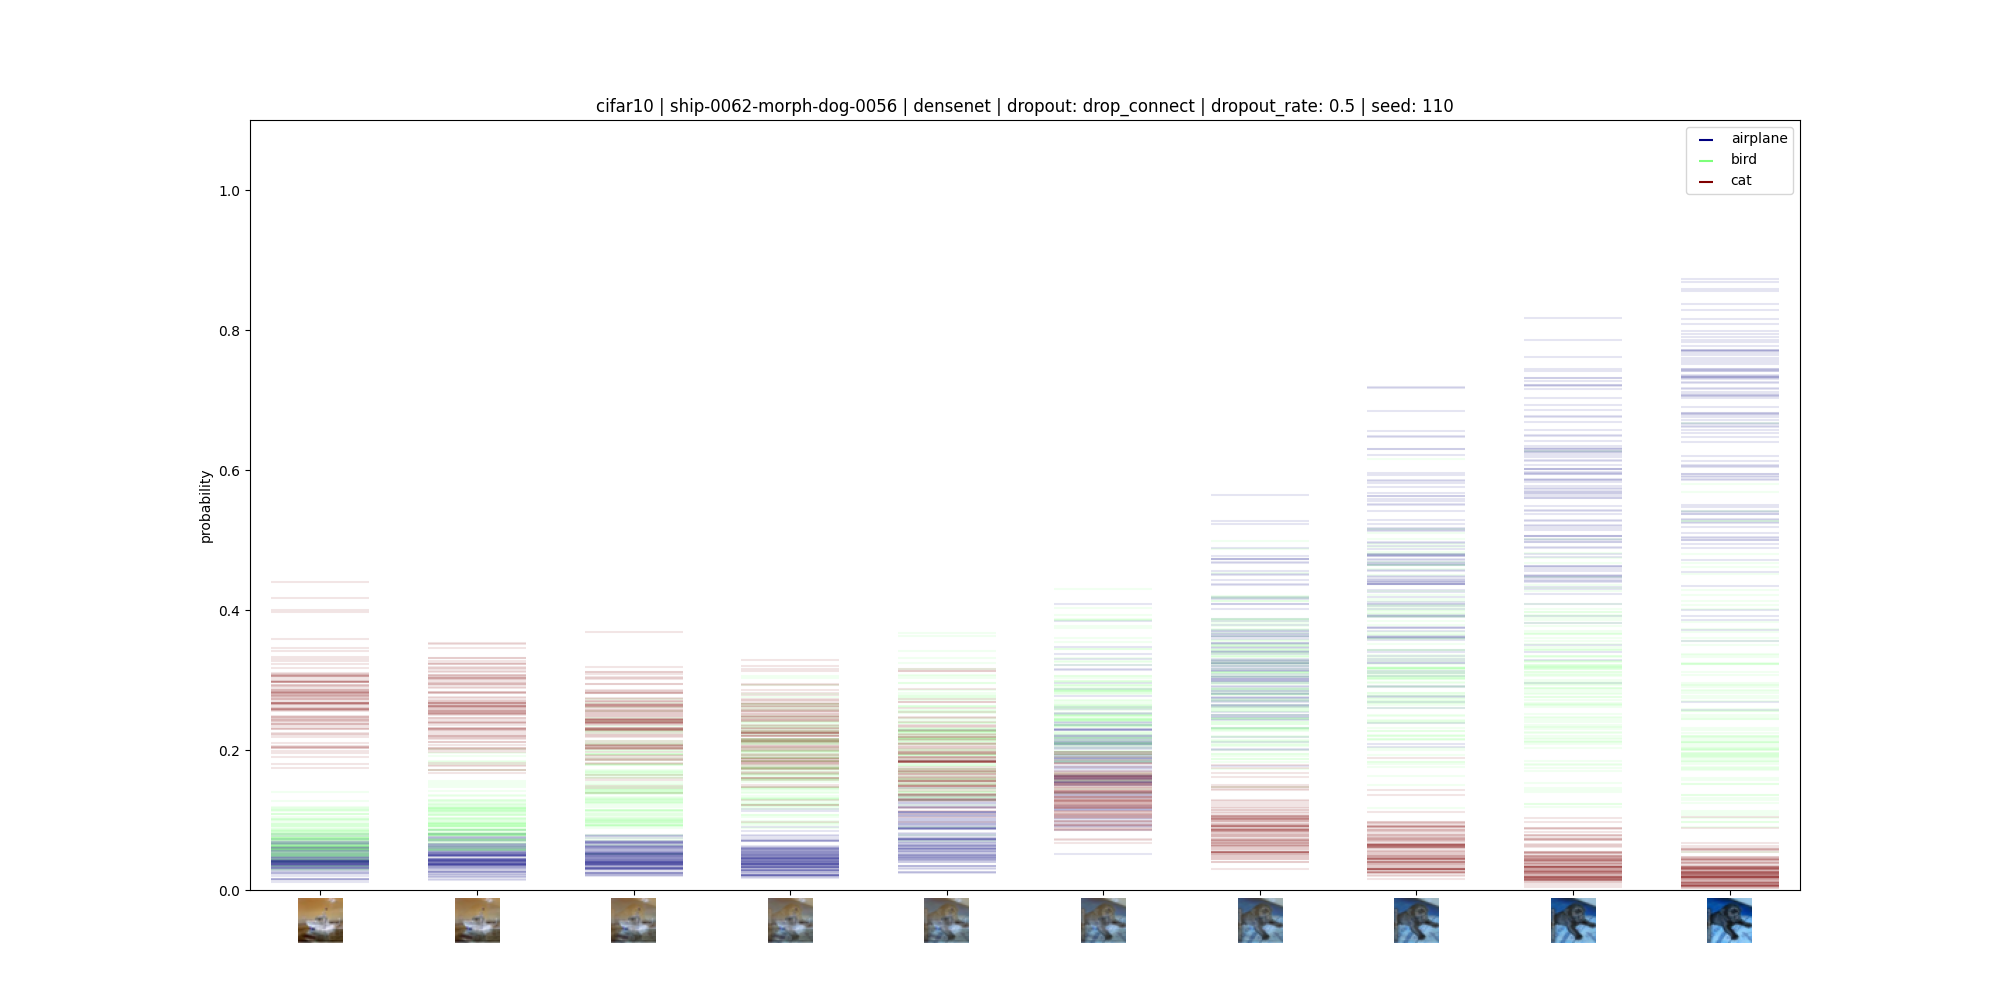 cifar10 | ship-0062-morph-dog-0056 | densenet | dropout: drop_connect | dropout_rate: 0.5 | seed: 110
airplane
bird
cat
1.0
0.8
0.6
0.4
0.2
0.0
probability